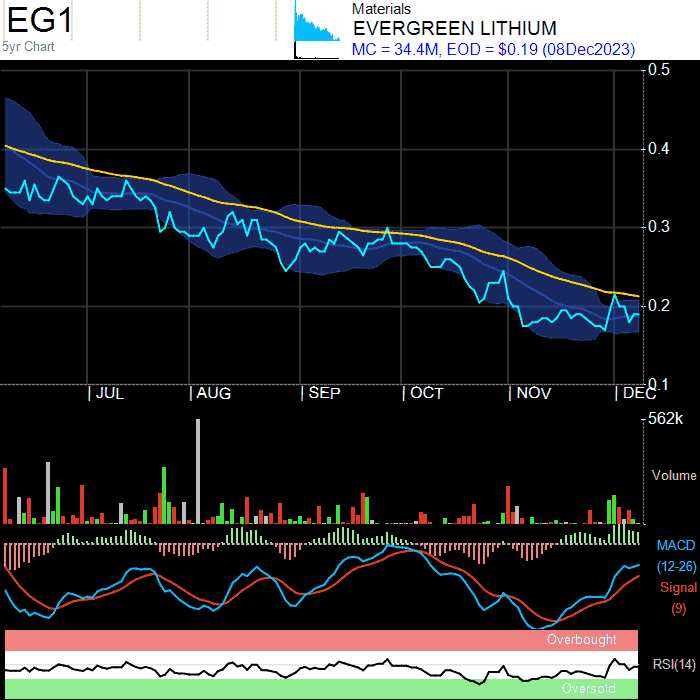 EG1
5yr Chart
Materials
EVERGREEN LITHIUM
MC = 34.4M, EOD = $0.19 (08Dec2023)
0.5
0.4
0.3
0.2
0.1
JUL AUG SEP OCT NOV DEC
562k
Volume
MACD
(12-26)
Signal
(9)
Overbought
RSI(14)
Oversold